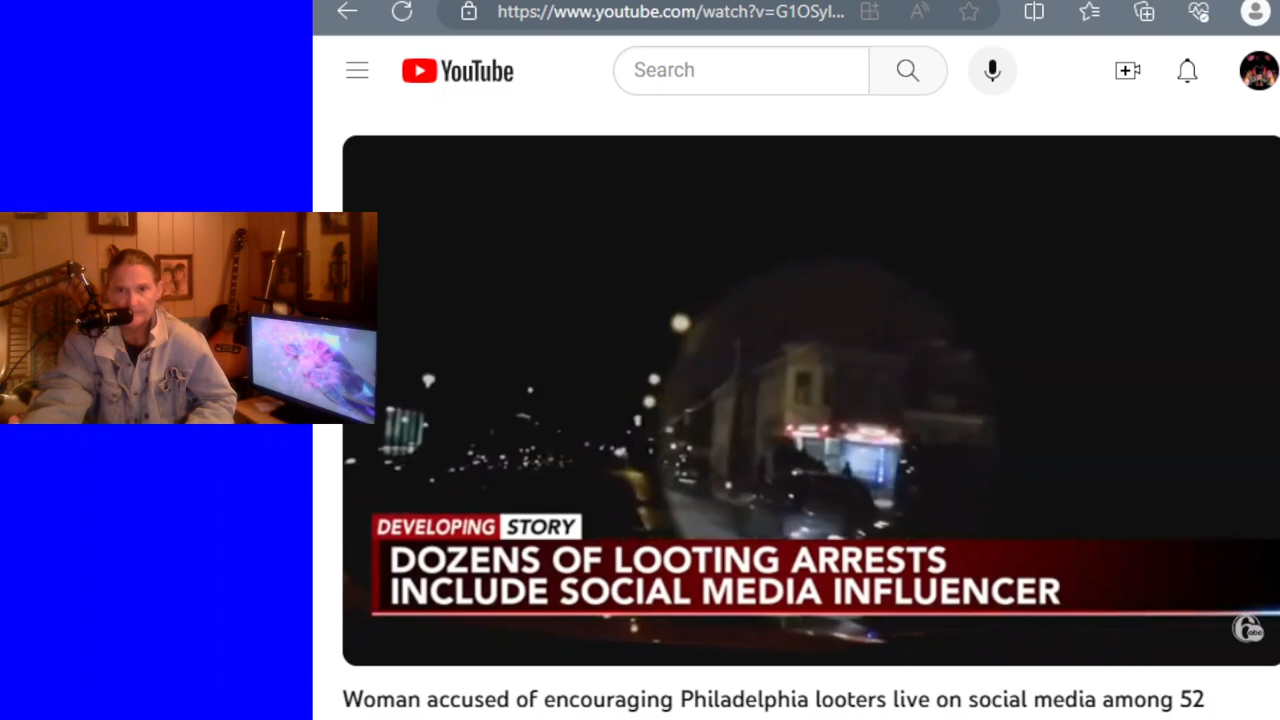 https://www.youtube.com/watch?v=G1OSyl...
YouTube
Search
DEVELOPING STORY
DOZENS OF LOOTING ARRESTS
INCLUDE SOCIAL MEDIA INFLUENCER
6abc
Woman accused of encouraging Philadelphia looters live on social media among 52